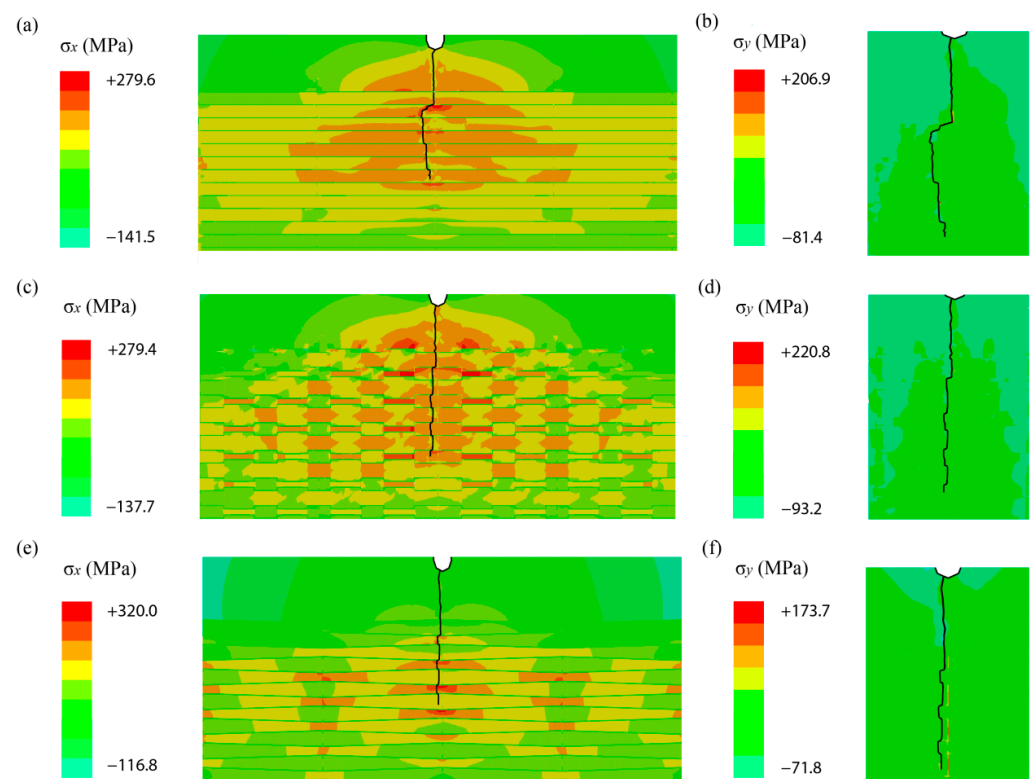 (a)
σx (MPa)
+279.6
−141.5
(b)
σy (MPa)
+206.9
−81.4
(c)
σx (MPa)
+279.4
−137.7
(d)
σy (MPa)
+220.8
−93.2
(e)
σx (MPa)
+320.0
−116.8
(f)
σy (MPa)
+173.7
−71.8